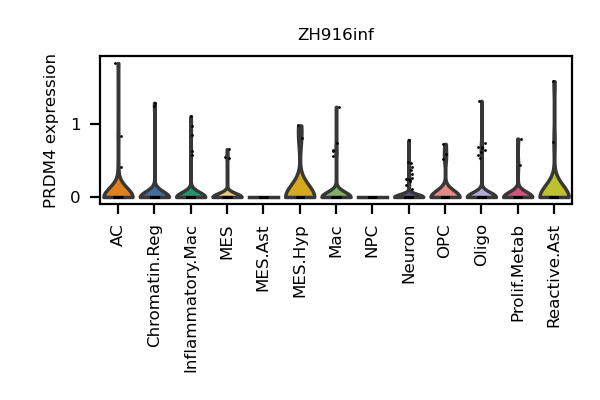 ZH916inf
PRDM4 expression
1
0
AC
Chromatin.Reg
Inflammatory.Mac
MES
MES.Ast
MES.Hyp
Mac
NPC
Neuron
OPC
Oligo
Prolif.Metab
Reactive.Ast